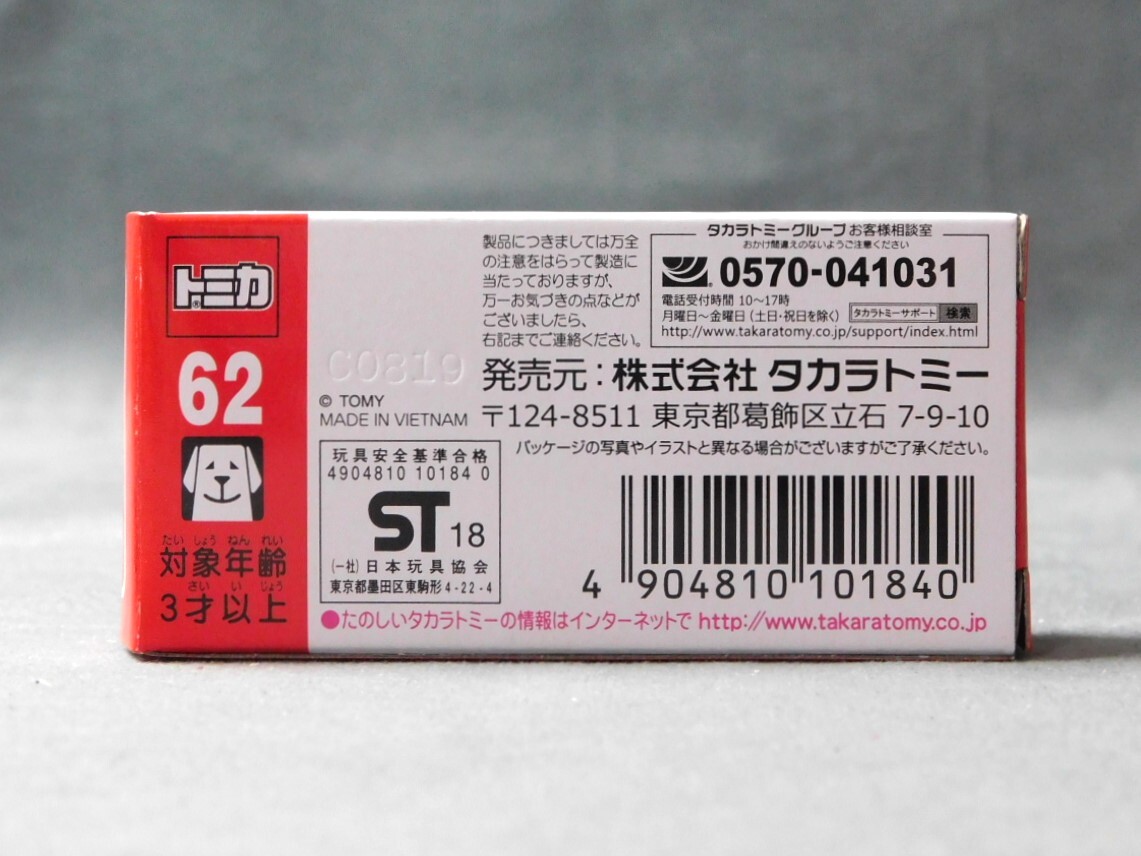 トミカ®
62
たいしょうねんれい
対象年齢
さいいじょう
3才以上
製品につきましては万全
の注意をはらって製造に
当たっておりますが、
万一お気づきの点などが
ございましたら、
右記までご連絡ください。
タカラトミーグループ お客様相談室
おかけ間違えのないようご注意ください
0570-041031
電話受付時間 10〜17時
月曜日〜金曜日(土日・祝日を除く)
タカラトミーサポート 検索
http://www.takaratomy.co.jp/support/index.html
C0819
© TOMY
MADE IN VIETNAM
発売元:株式会社 タカラトミー
〒124-8511 東京都葛飾区立石 7-9-10
パッケージの写真やイラストと異なる場合がございますがご了承ください。
玩具安全基準合格
4904810 10184 0
ST 18
(一社)日本玩具協会
東京都墨田区東駒形4-22-4
4 904810 101840
●たのしいタカラトミーの情報はインターネットで http://www.takaratomy.co.jp